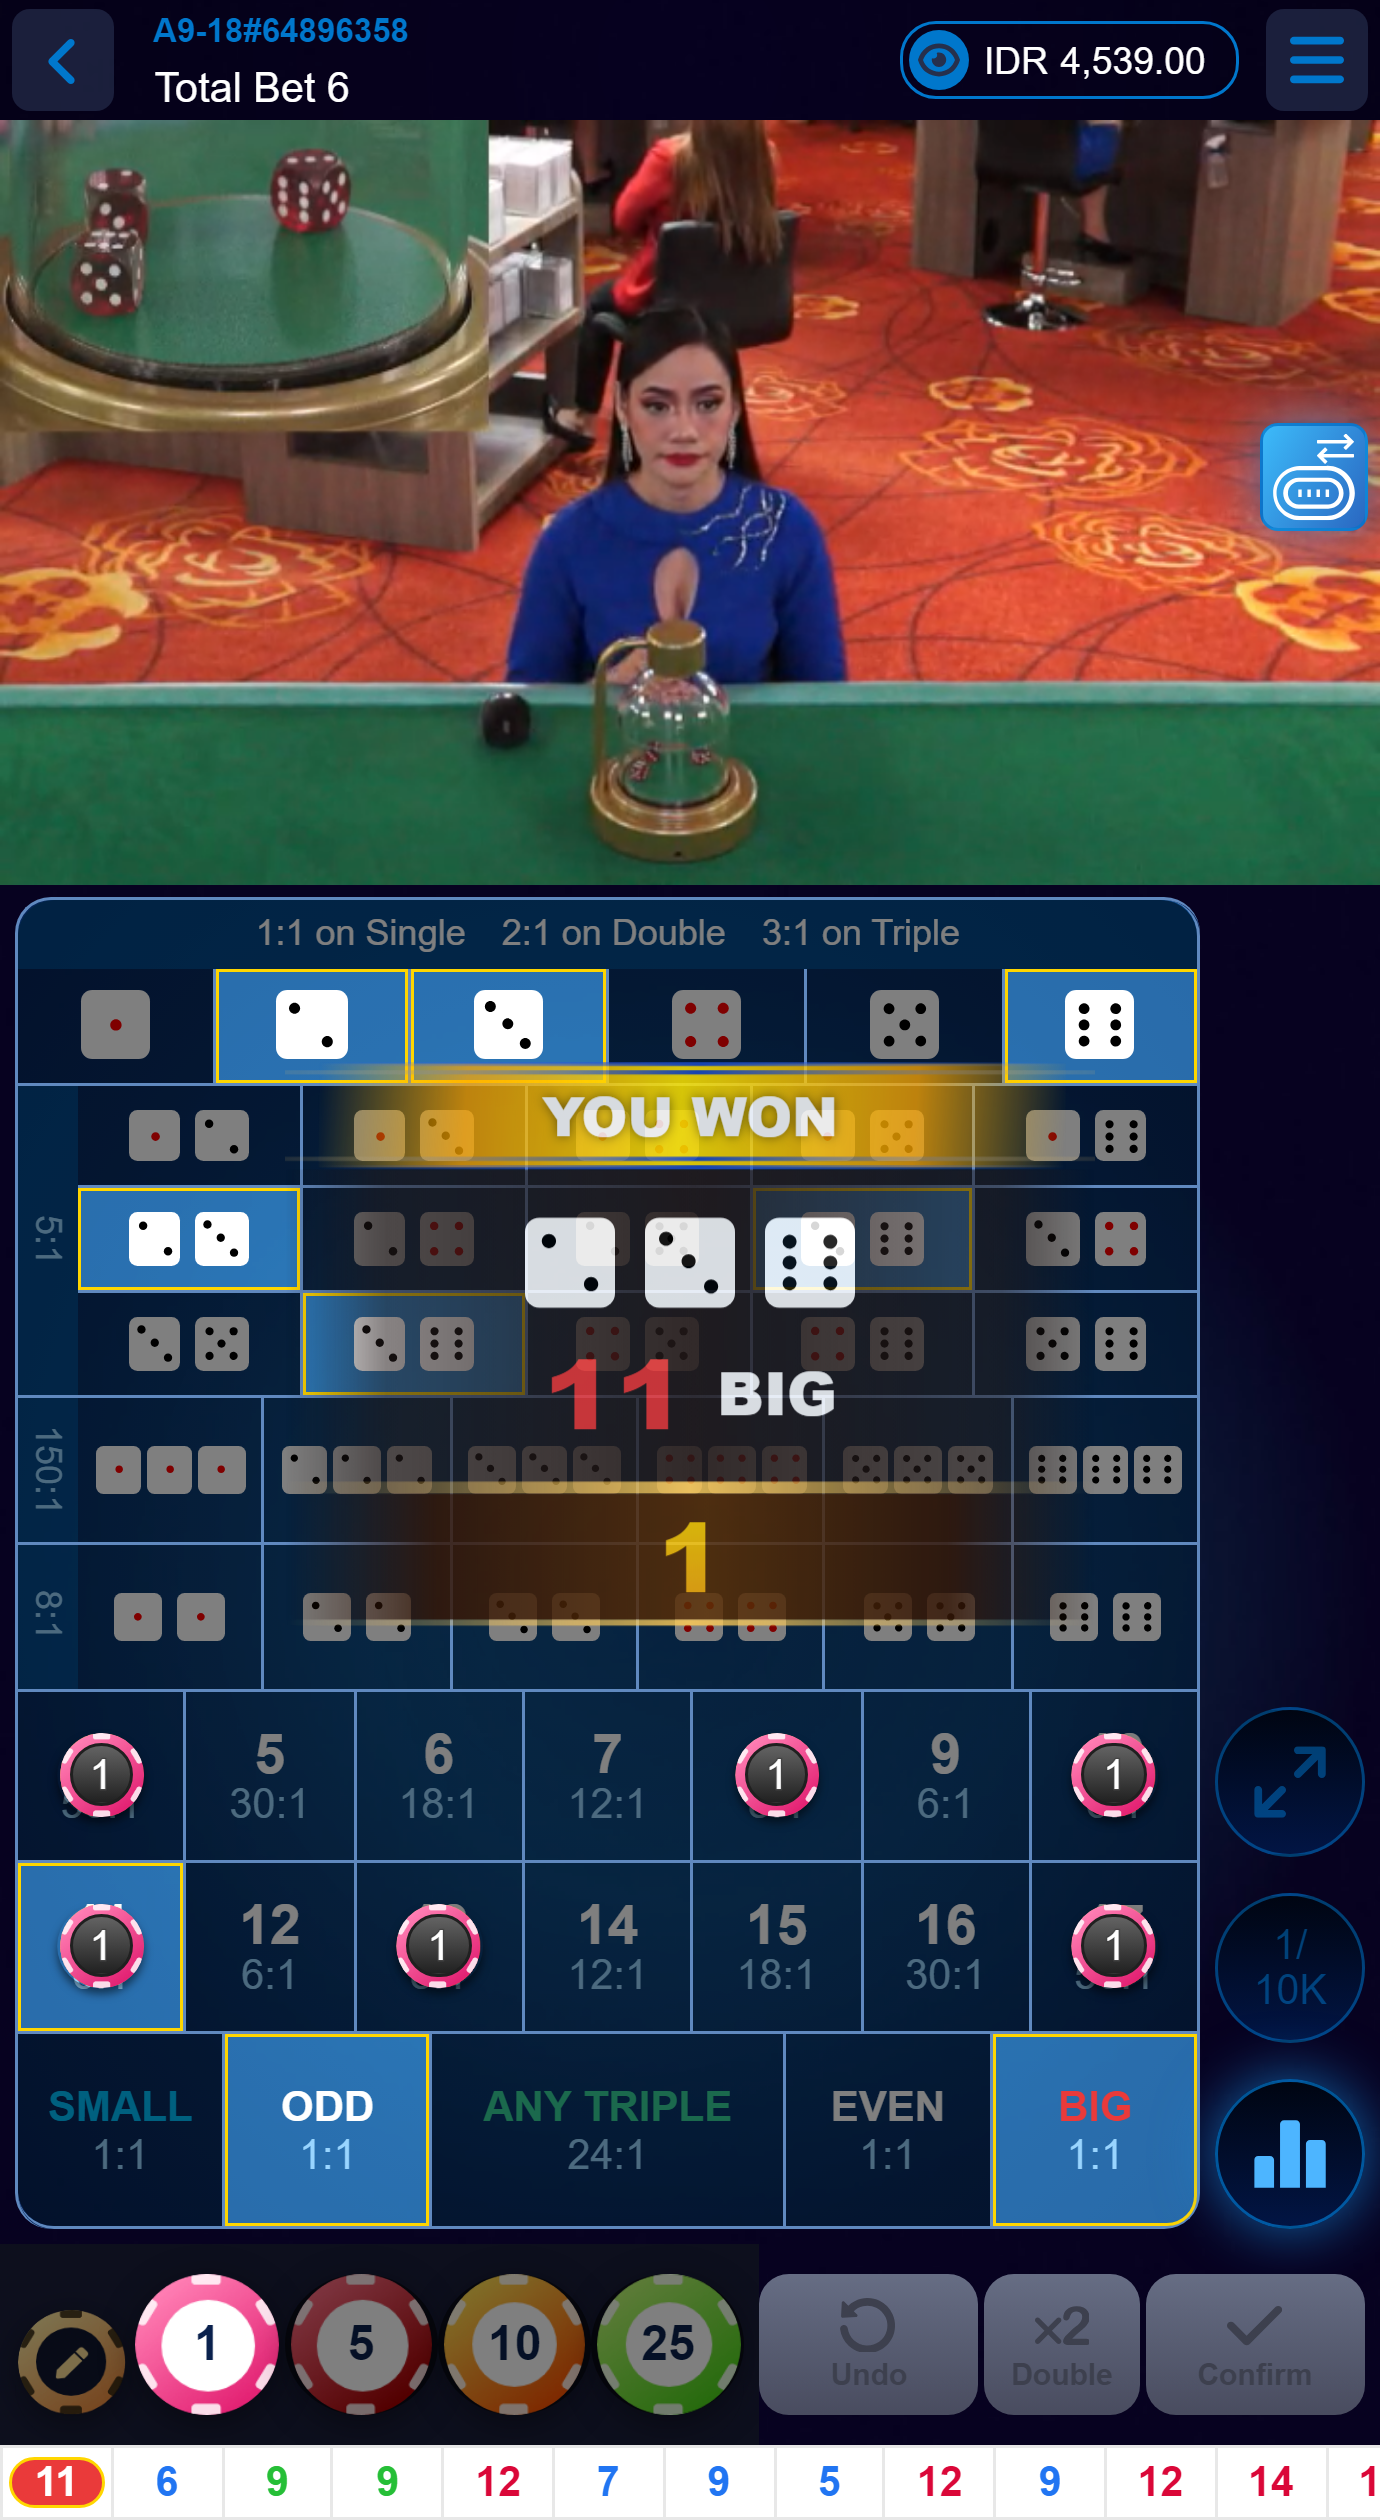 A9-18#64896358
Total Bet 6
IDR 4,539.00
1:1 on Single 2:1 on Double 3:1 on Triple
YOU WON
5:1
11 BIG
150:1
1
8:1
1 5 6 7 1 9 1
30:1 18:1 12:1 6:1
1 12 1 14 15 16 1
6:1 12:1 18:1 30:1
1/
10K
SMALL ODD ANY TRIPLE EVEN BIG
1:1 1:1 24:1 1:1 1:1
1 5 10 25
x2
Undo Double Confirm
11 6 9 9 12 7 9 5 12 9 12 14